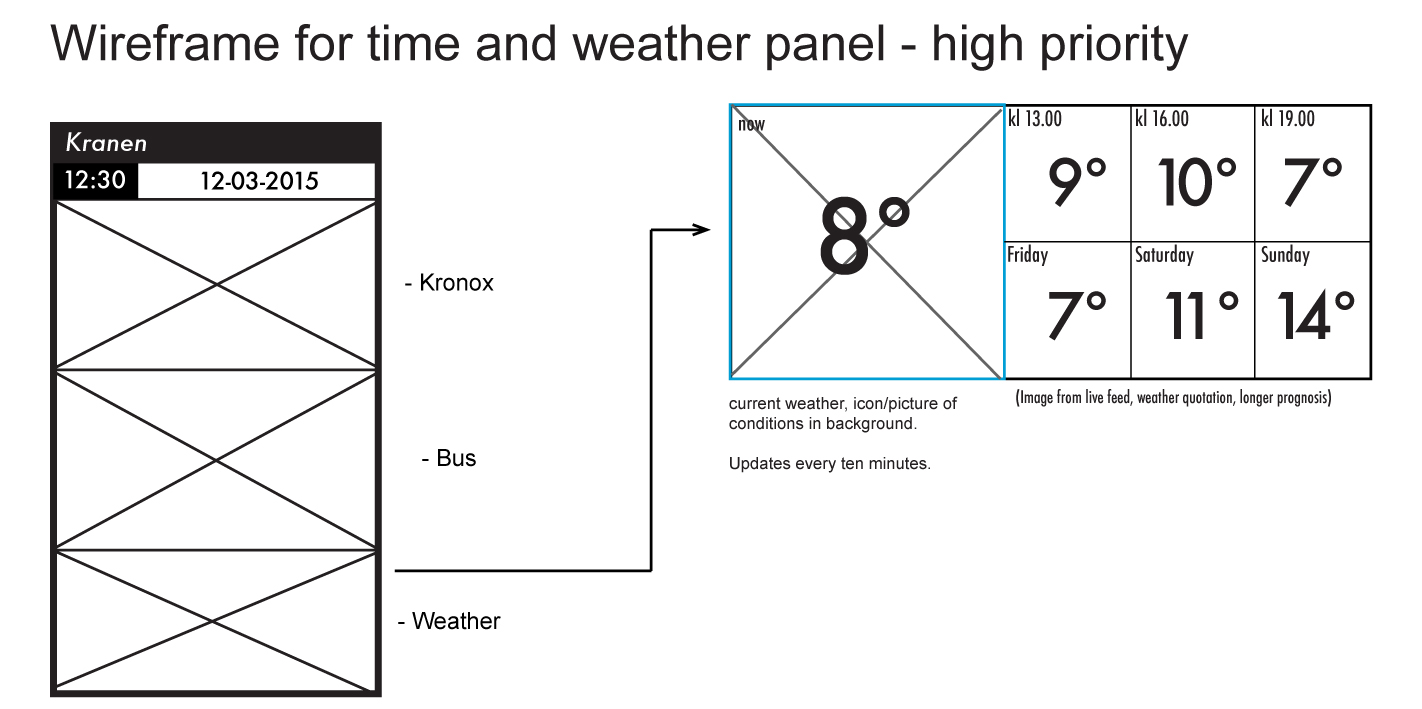 Wireframe for time and weather panel - high priority
Kranen
12:30 12-03-2015
- Kronox
- Bus
- Weather
now
8°
kl 13.00 kl 16.00 kl 19.00
9° 10° 7°
Friday Saturday Sunday
7° 11° 14°
current weather, icon/picture of
conditions in background.
Updates every ten minutes.
(Image from live feed, weather quotation, longer prognosis)